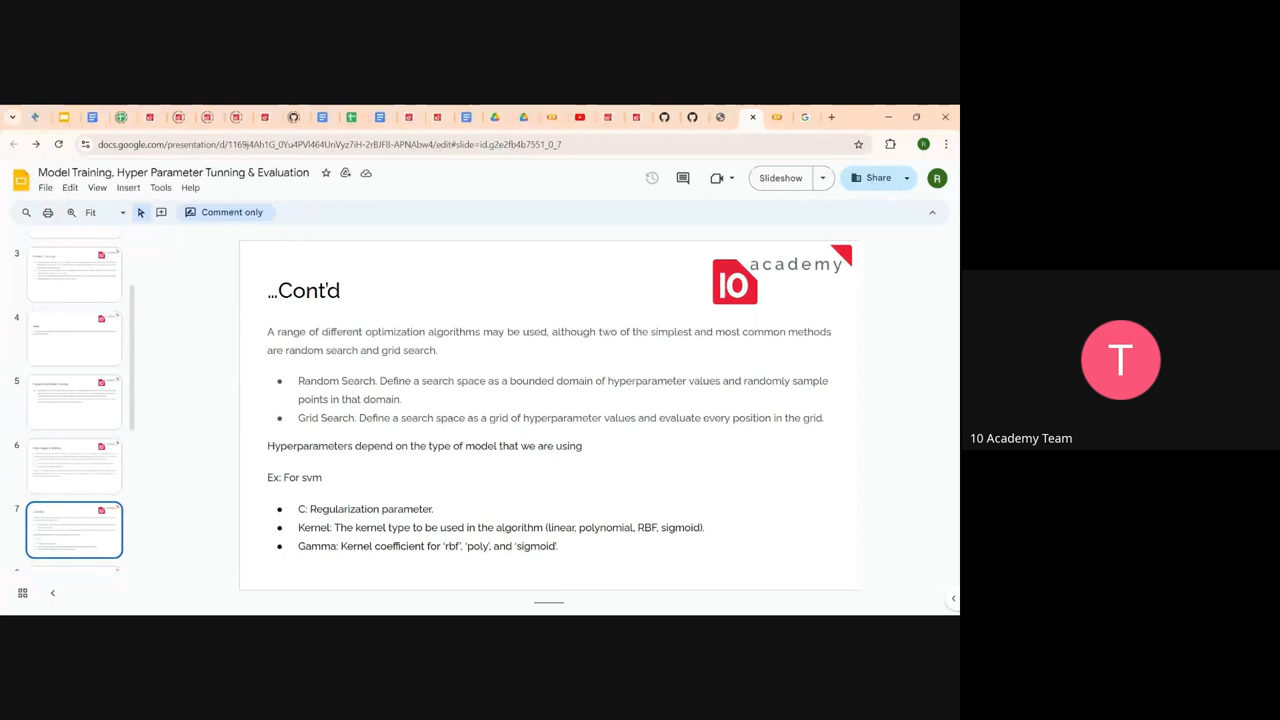 docs.google.com/presentation/d/1169j4Ah1G_0Yu4PVl464UnVyz7iH-2rBJF8-APNAbw4/edit#slide=id.g2e2fb4b7551_0_7
R
Model Training, Hyper Parameter Tunning & Evaluation
File Edit View Insert Tools Help
Slideshow
Share
R
Fit
Comment only
3
4
5
6
7
10 academy
...Cont'd
A range of different optimization algorithms may be used, although two of the simplest and most common methods
are random search and grid search.
● Random Search. Define a search space as a bounded domain of hyperparameter values and randomly sample
points in that domain.
● Grid Search. Define a search space as a grid of hyperparameter values and evaluate every position in the grid.
Hyperparameters depend on the type of model that we are using
Ex: For svm
● C: Regularization parameter.
● Kernel: The kernel type to be used in the algorithm (linear, polynomial, RBF, sigmoid).
● Gamma: Kernel coefficient for 'rbf', 'poly', and 'sigmoid'.
T
10 Academy Team